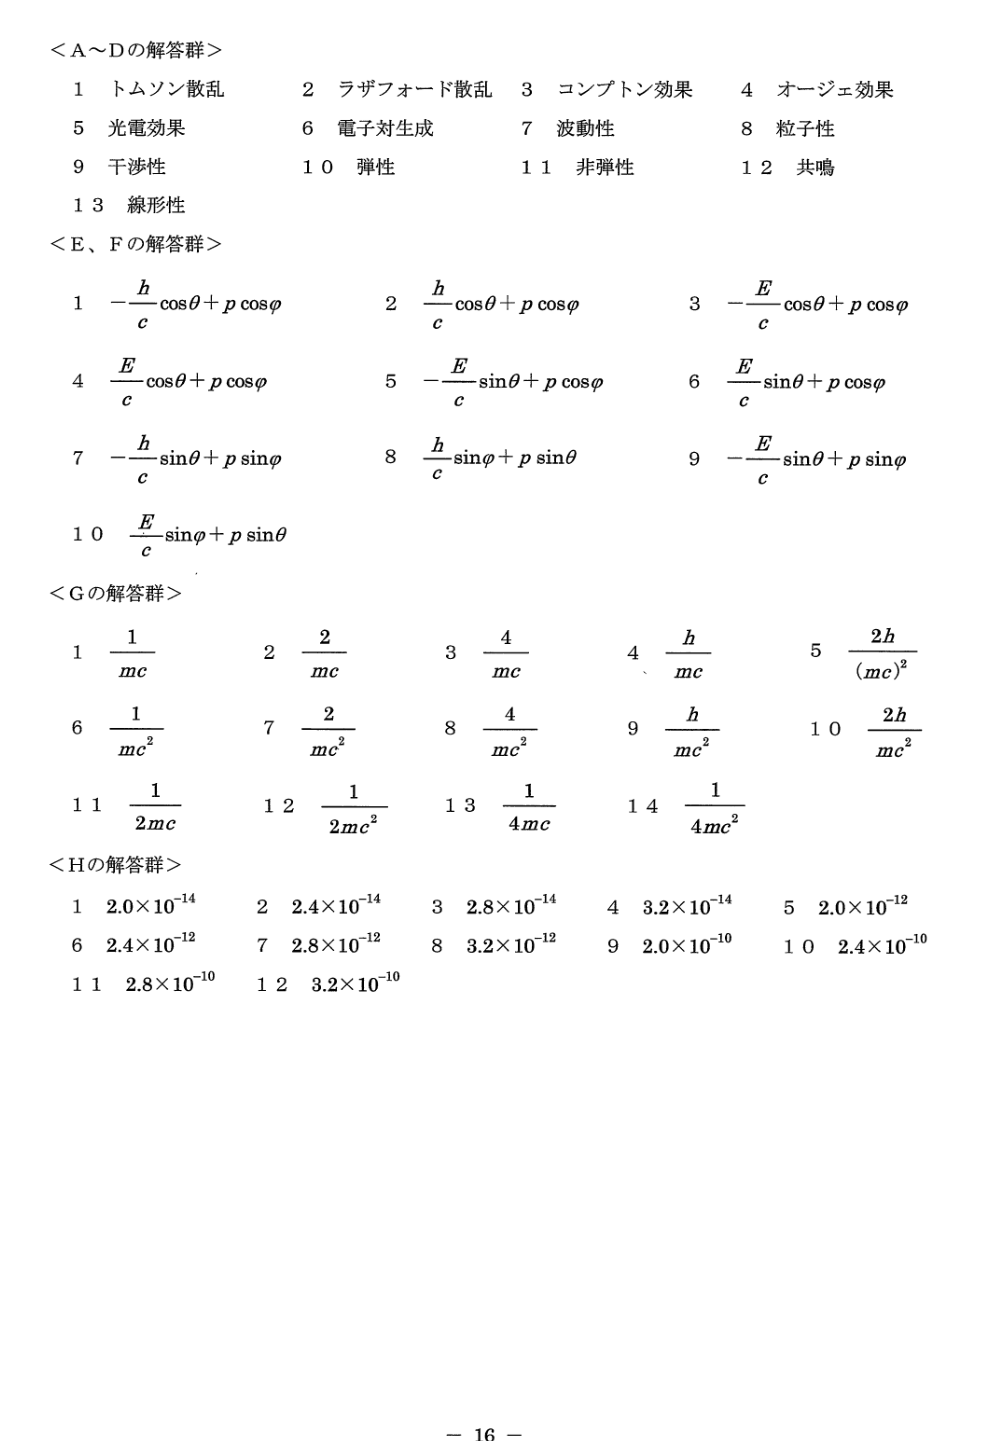 ＜Ａ～Ｄの解答群＞
１　トムソン散乱　２　ラザフォード散乱　３　コンプトン効果　４　オージェ効果
５　光電効果　６　電子対生成　７　波動性　８　粒子性
９　干渉性　１０　弾性　１１　非弾性　１２　共鳴
１３　線形性
＜Ｅ、Ｆの解答群＞
１　−h/c cosθ＋p cosφ　２　h/c cosθ＋p cosφ　３　−E/c cosθ＋p cosφ
４　E/c cosθ＋p cosφ　５　−E/c sinθ＋p cosφ　６　E/c sinθ＋p cosφ
７　−h/c sinθ＋p sinφ　８　h/c sinφ＋p sinθ　９　−E/c sinθ＋p sinφ
１０　E/c sinφ＋p sinθ
＜Ｇの解答群＞
１　1/mc　２　2/mc　３　4/mc　４　h/mc　５　2h/(mc)²
６　1/mc²　７　2/mc²　８　4/mc²　９　h/mc²　１０　2h/mc²
１１　1/2mc　１２　1/2mc²　１３　1/4mc　１４　1/4mc²
＜Ｈの解答群＞
１　2.0×10⁻¹⁴　２　2.4×10⁻¹⁴　３　2.8×10⁻¹⁴　４　3.2×10⁻¹⁴　５　2.0×10⁻¹²
６　2.4×10⁻¹²　７　2.8×10⁻¹²　８　3.2×10⁻¹²　９　2.0×10⁻¹⁰　１０　2.4×10⁻¹⁰
１１　2.8×10⁻¹⁰　１２　3.2×10⁻¹⁰
－ 16 －